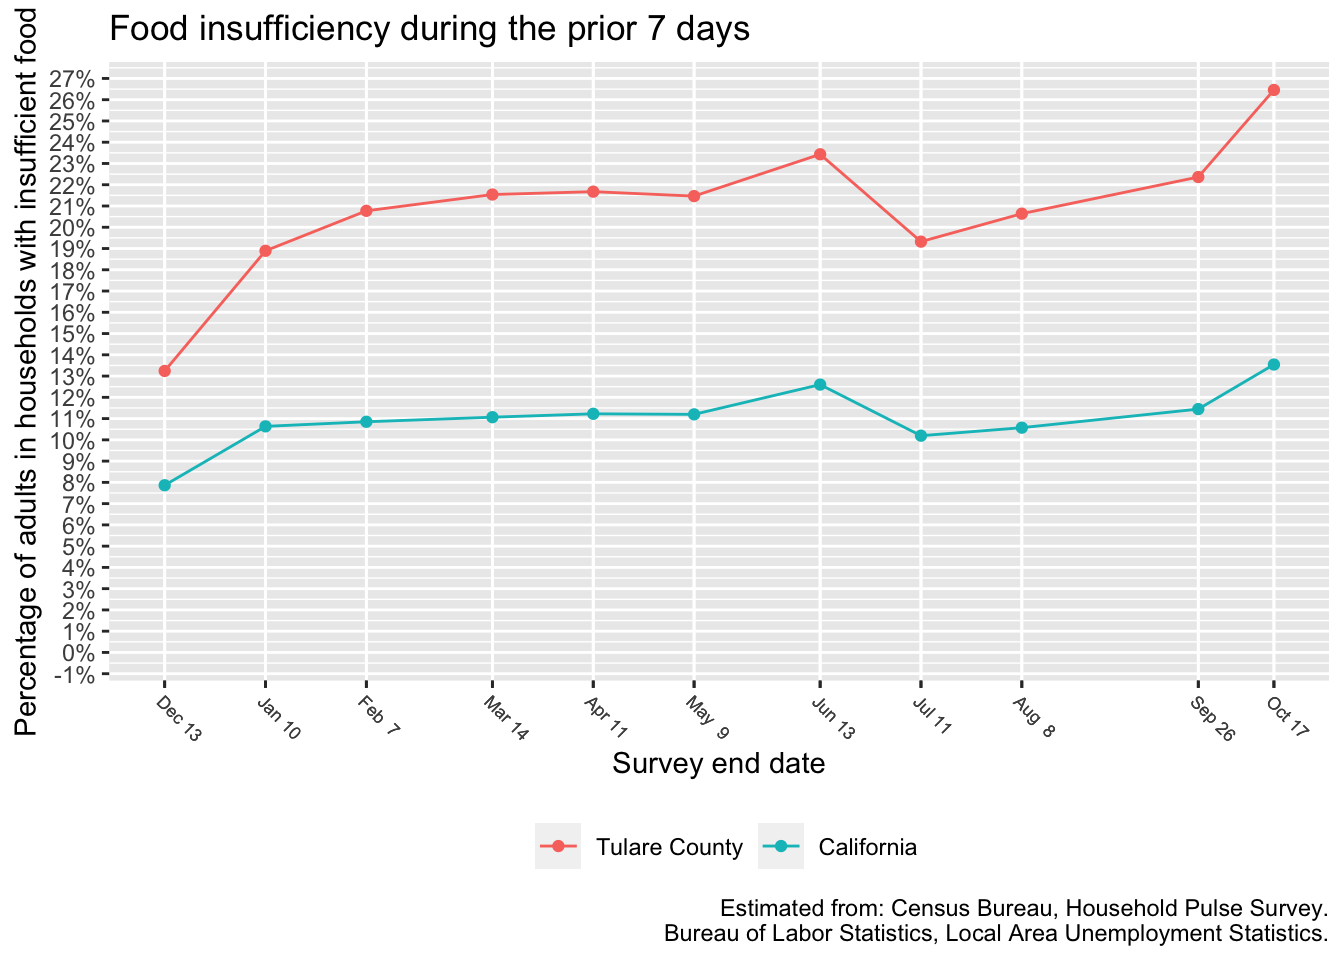 Food insufficiency during the prior 7 days
Percentage of adults in households with insufficient food
27%
26%
25%
24%
23%
22%
21%
20%
19%
18%
17%
16%
15%
14%
13%
12%
11%
10%
9%
8%
7%
6%
5%
4%
3%
2%
1%
0%
-1%
Dec 13
Jan 10
Feb 7
Mar 14
Apr 11
May 9
Jun 13
Jul 11
Aug 8
Sep 26
Oct 17
Survey end date
Tulare County
California
Estimated from: Census Bureau, Household Pulse Survey.
Bureau of Labor Statistics, Local Area Unemployment Statistics.